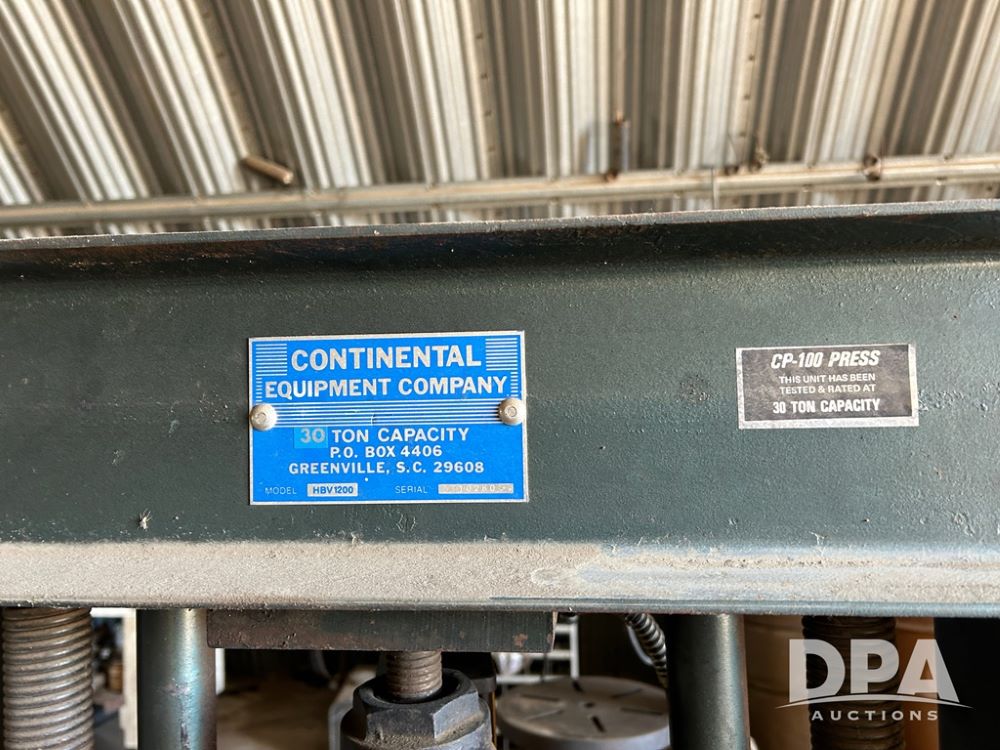 CONTINENTAL
EQUIPMENT COMPANY
30 TON CAPACITY
P.O. BOX 4406
GREENVILLE, S.C. 29608
MODEL HBV1200 SERIAL
CP-100 PRESS
THIS UNIT HAS BEEN
TESTED & RATED AT
30 TON CAPACITY
DPA
AUCTIONS